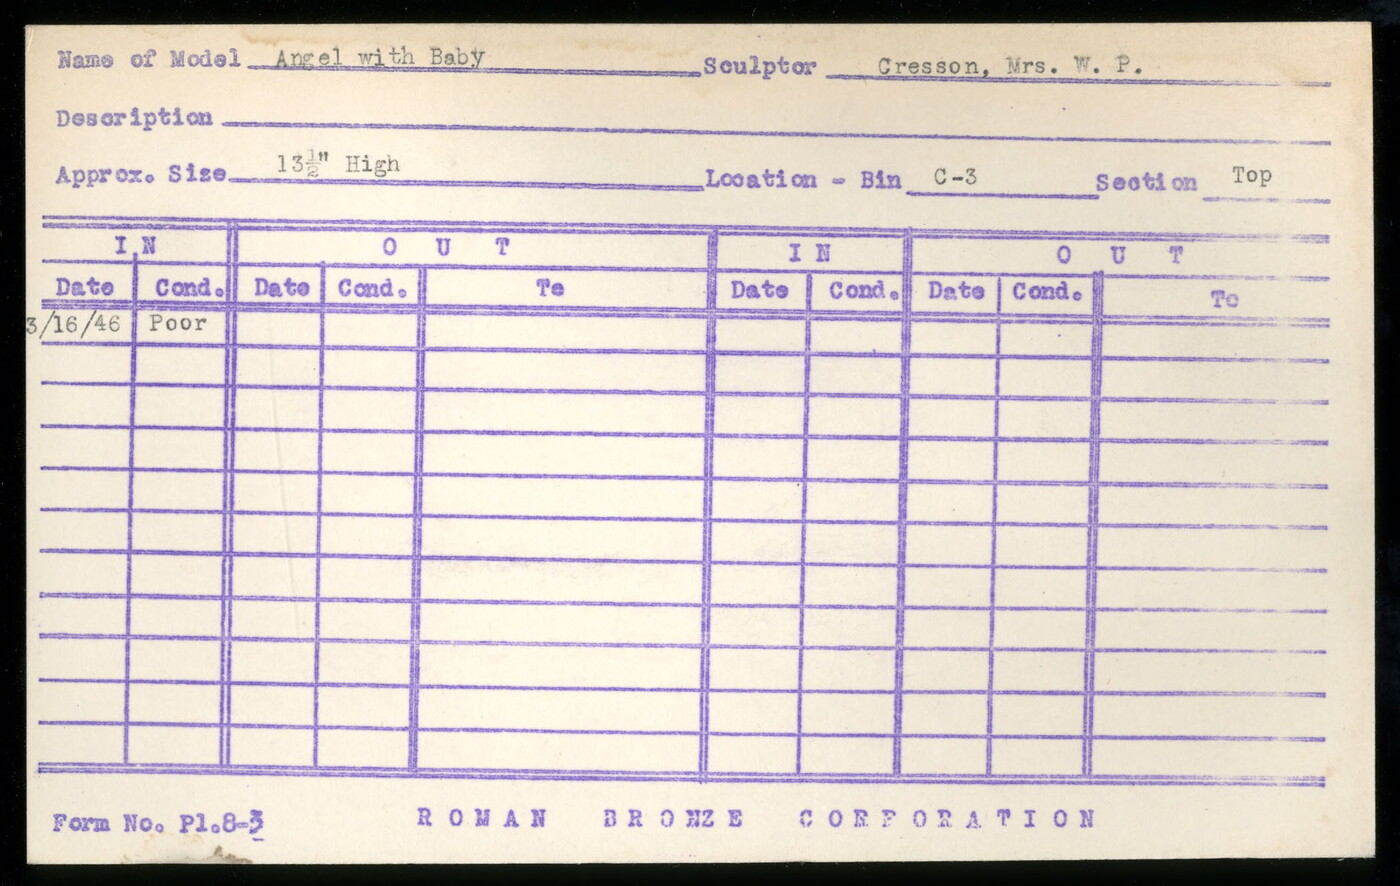 Name of Model Angel with Baby Sculptor Cresson, Mrs. W. P.
Description
Approx. Size 13½" High Location - Bin C-3 Section Top
IN OUT IN OUT
Date Cond. Date Cond. To Date Cond. Date Cond. To
3/16/46 Poor
Form No. Pl.8-3 ROMAN BRONZE CORPORATION